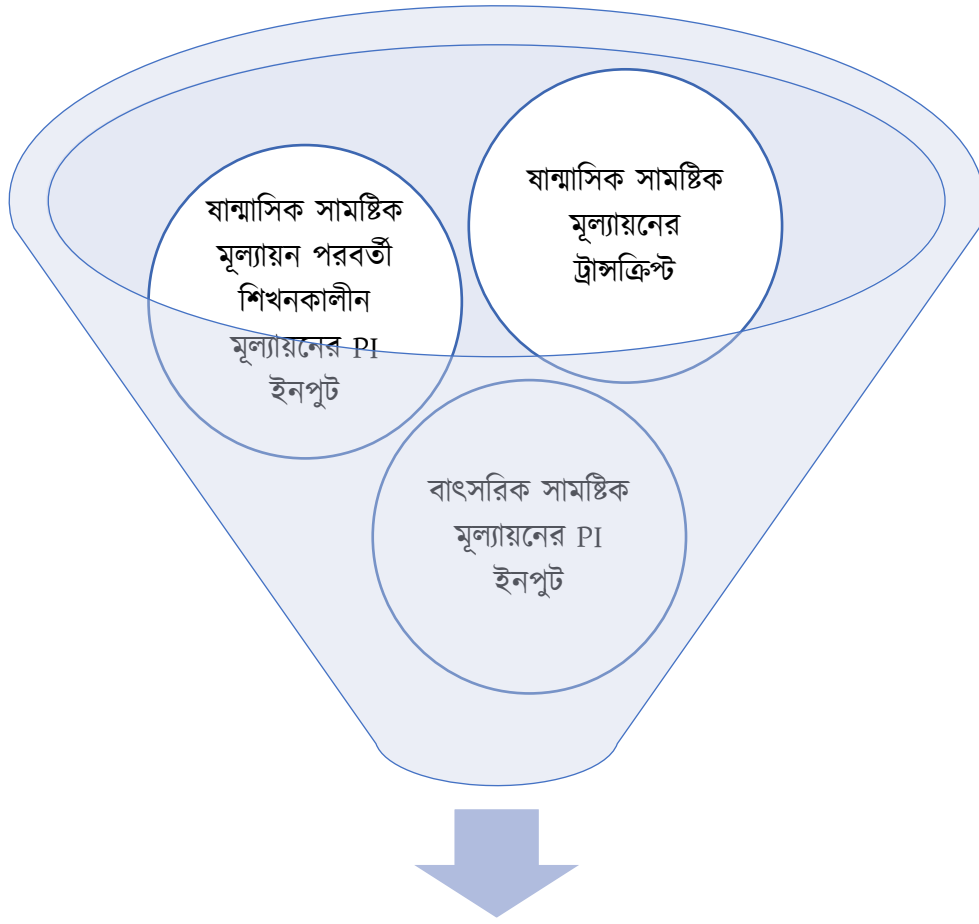 ষান্মাসিক সামষ্টিক
মূল্যায়ন পরবর্তী
শিখনকালীন
মূল্যায়নের PI
ইনপুট
ষান্মাসিক সামষ্টিক
মূল্যায়নের
ট্রান্সক্রিপ্ট
বাৎসরিক সামষ্টিক
মূল্যায়নের PI
ইনপুট